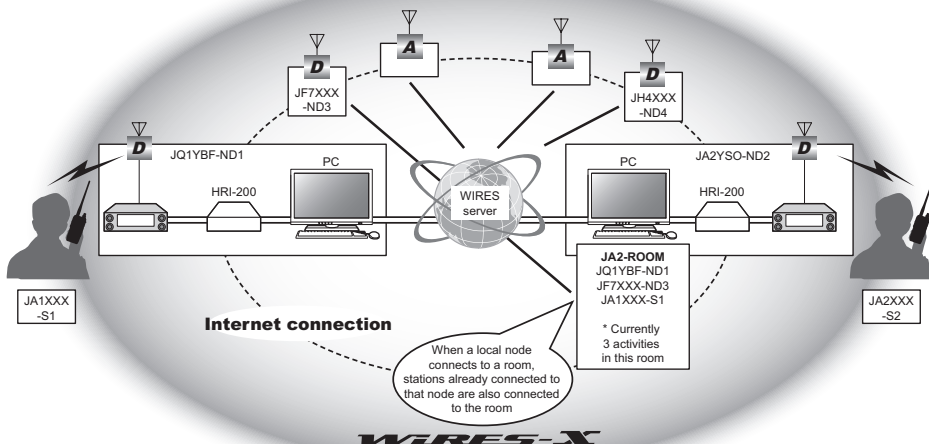 A
A
D
JF7XXX
-ND3
D
JH4XXX
-ND4
D
JQ1YBF-ND1
HRI-200
PC
WIRES
server
PC
JA2YSO-ND2
HRI-200
D
JA1XXX
-S1
JA2XXX
-S2
JA2-ROOM
JQ1YBF-ND1
JF7XXX-ND3
JA1XXX-S1
* Currently
3 activities
in this room
Internet connection
When a local node
connects to a room,
stations already connected to
that node are also connected
to the room
WiRES-X